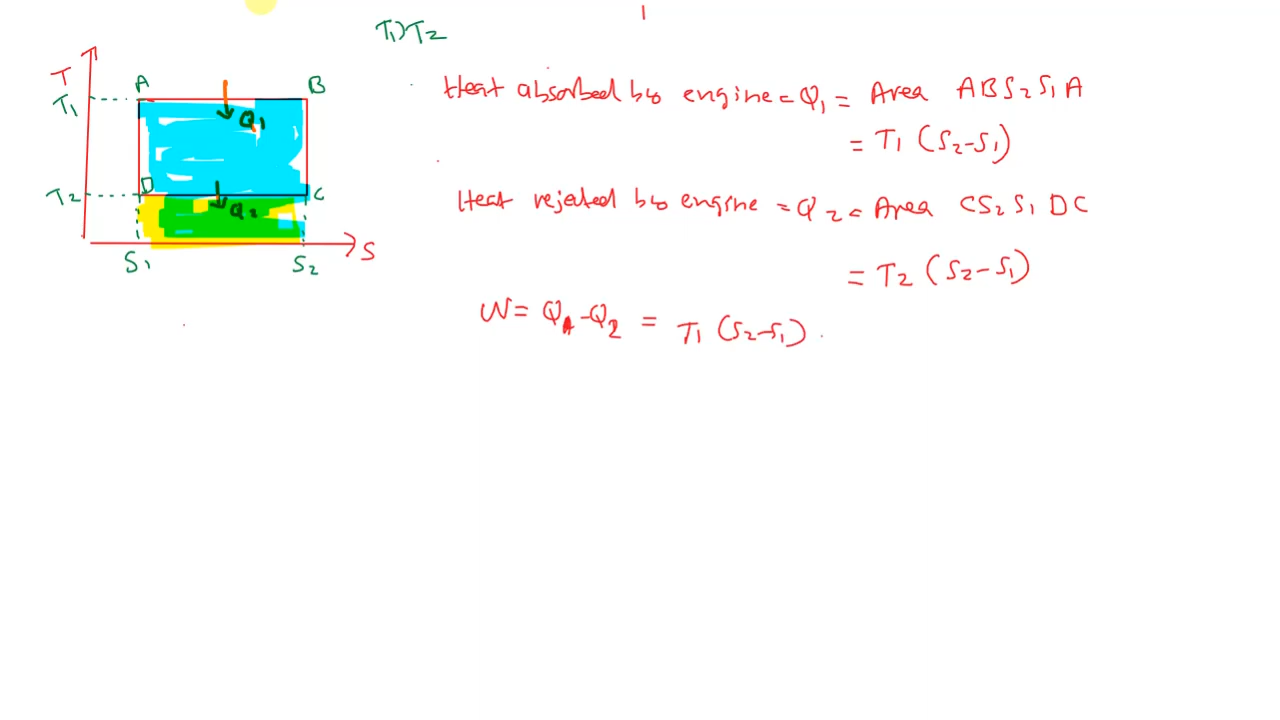 T1>T2
T
T1
A
B
Q1
T2
D
C
Q2
S1
S2
S
Heat absorbed by engine = Q1 = Area ABS2S1A
= T1 (S2-S1)
Heat rejated by engine = Q2 = Area CS2S1DC
= T2 (S2-S1)
W = Q1-Q2 = T1 (S2-S1)